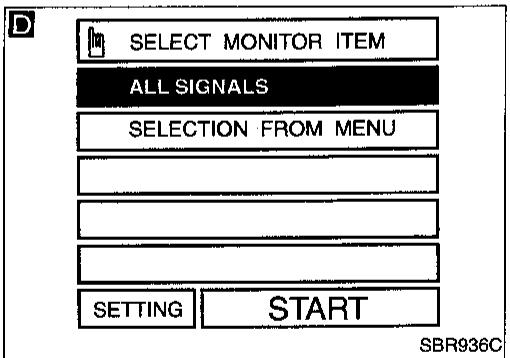 D
SELECT MONITOR ITEM
ALL SIGNALS
SELECTION FROM MENU
SETTING START
SBR936C